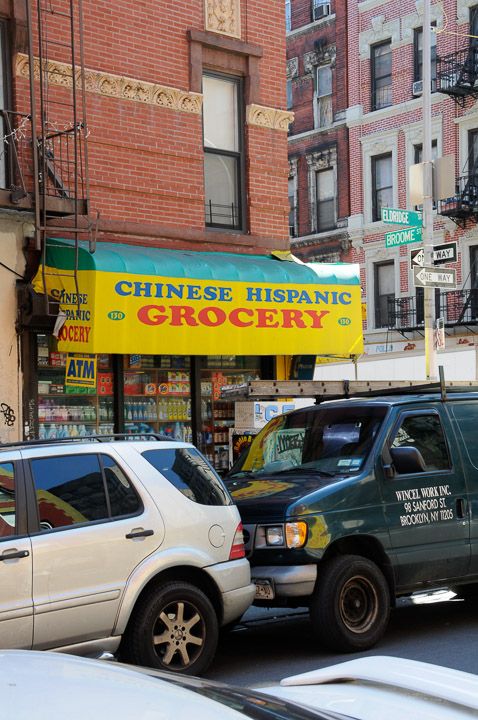 ELDRIDGE
BROOME ST
ONE WAY
ONE WAY
CHINESE HISPANIC
130 GROCERY 130
CHINESE
HISPANIC
GROCERY
ATM
WINCEL WORK INC.
98 SANFORD ST.
BROOKLYN, NY 11205